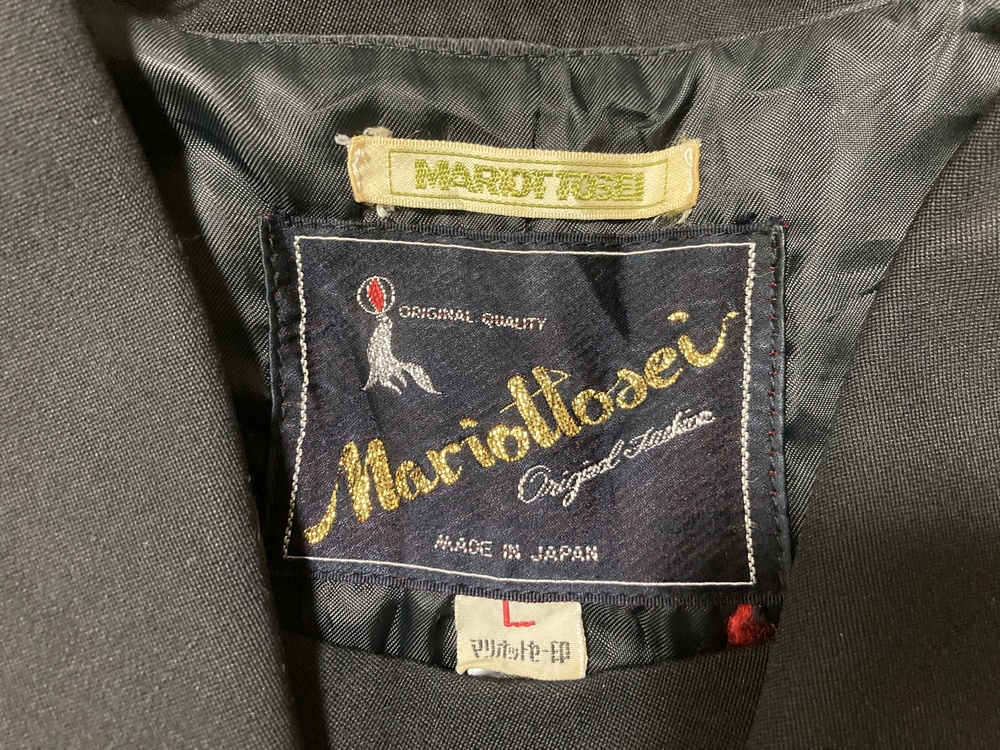 MARIOTTOSEI
ORIGINAL QUALITY
Mariottosei
Original Fashion
MADE IN JAPAN
L
マリオットセー印